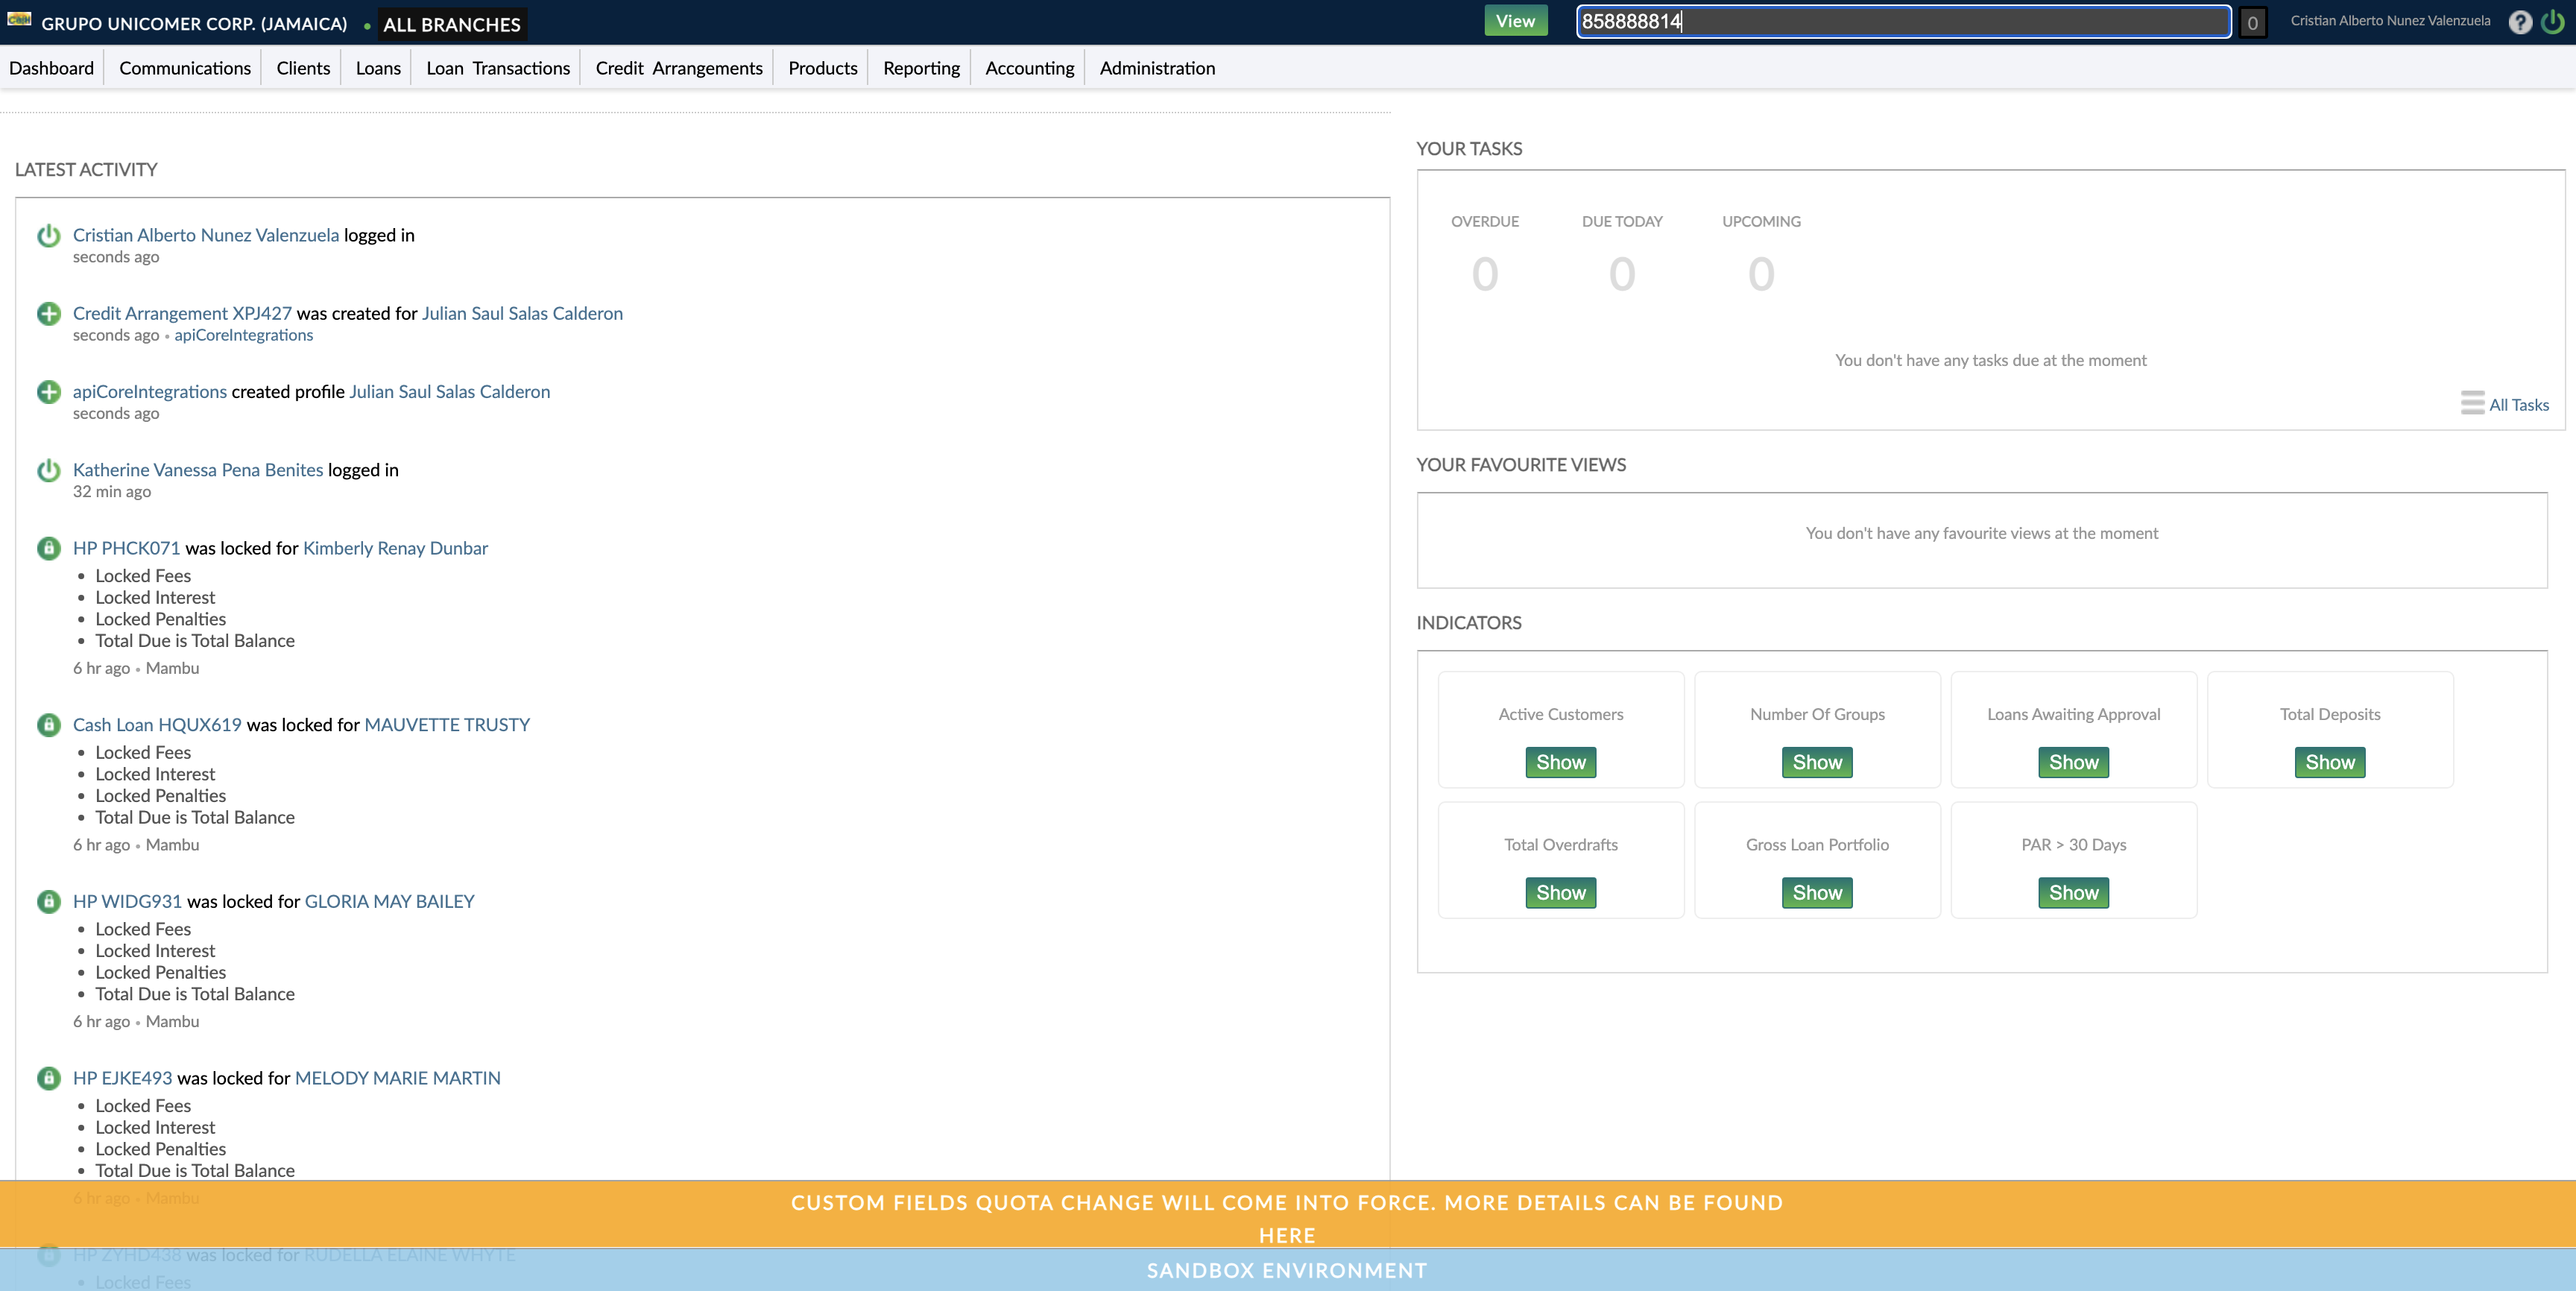 GRUPO UNICOMER CORP. (JAMAICA) • ALL BRANCHES
View
858888814
0
Cristian Alberto Nunez Valenzuela
?
Dashboard
Communications
Clients
Loans
Loan Transactions
Credit Arrangements
Products
Reporting
Accounting
Administration
LATEST ACTIVITY
Cristian Alberto Nunez Valenzuela logged in
seconds ago
Credit Arrangement XPJ427 was created for Julian Saul Salas Calderon
seconds ago • apiCoreIntegrations
apiCoreIntegrations created profile Julian Saul Salas Calderon
seconds ago
Katherine Vanessa Pena Benites logged in
32 min ago
HP PHCK071 was locked for Kimberly Renay Dunbar
• Locked Fees
• Locked Interest
• Locked Penalties
• Total Due is Total Balance
6 hr ago • Mambu
Cash Loan HQUX619 was locked for MAUVETTE TRUSTY
• Locked Fees
• Locked Interest
• Locked Penalties
• Total Due is Total Balance
6 hr ago • Mambu
HP WIDG931 was locked for GLORIA MAY BAILEY
• Locked Fees
• Locked Interest
• Locked Penalties
• Total Due is Total Balance
6 hr ago • Mambu
HP EJKE493 was locked for MELODY MARIE MARTIN
• Locked Fees
• Locked Interest
• Locked Penalties
• Total Due is Total Balance
6 hr ago • Mambu
HP ZYHD438 was locked for RUDELLA ELAINE WHYTE
• Locked Fees
YOUR TASKS
OVERDUE
DUE TODAY
UPCOMING
0
0
0
You don't have any tasks due at the moment
All Tasks
YOUR FAVOURITE VIEWS
You don't have any favourite views at the moment
INDICATORS
Active Customers
Show
Number Of Groups
Show
Loans Awaiting Approval
Show
Total Deposits
Show
Total Overdrafts
Show
Gross Loan Portfolio
Show
PAR > 30 Days
Show
CUSTOM FIELDS QUOTA CHANGE WILL COME INTO FORCE. MORE DETAILS CAN BE FOUND
HERE
SANDBOX ENVIRONMENT